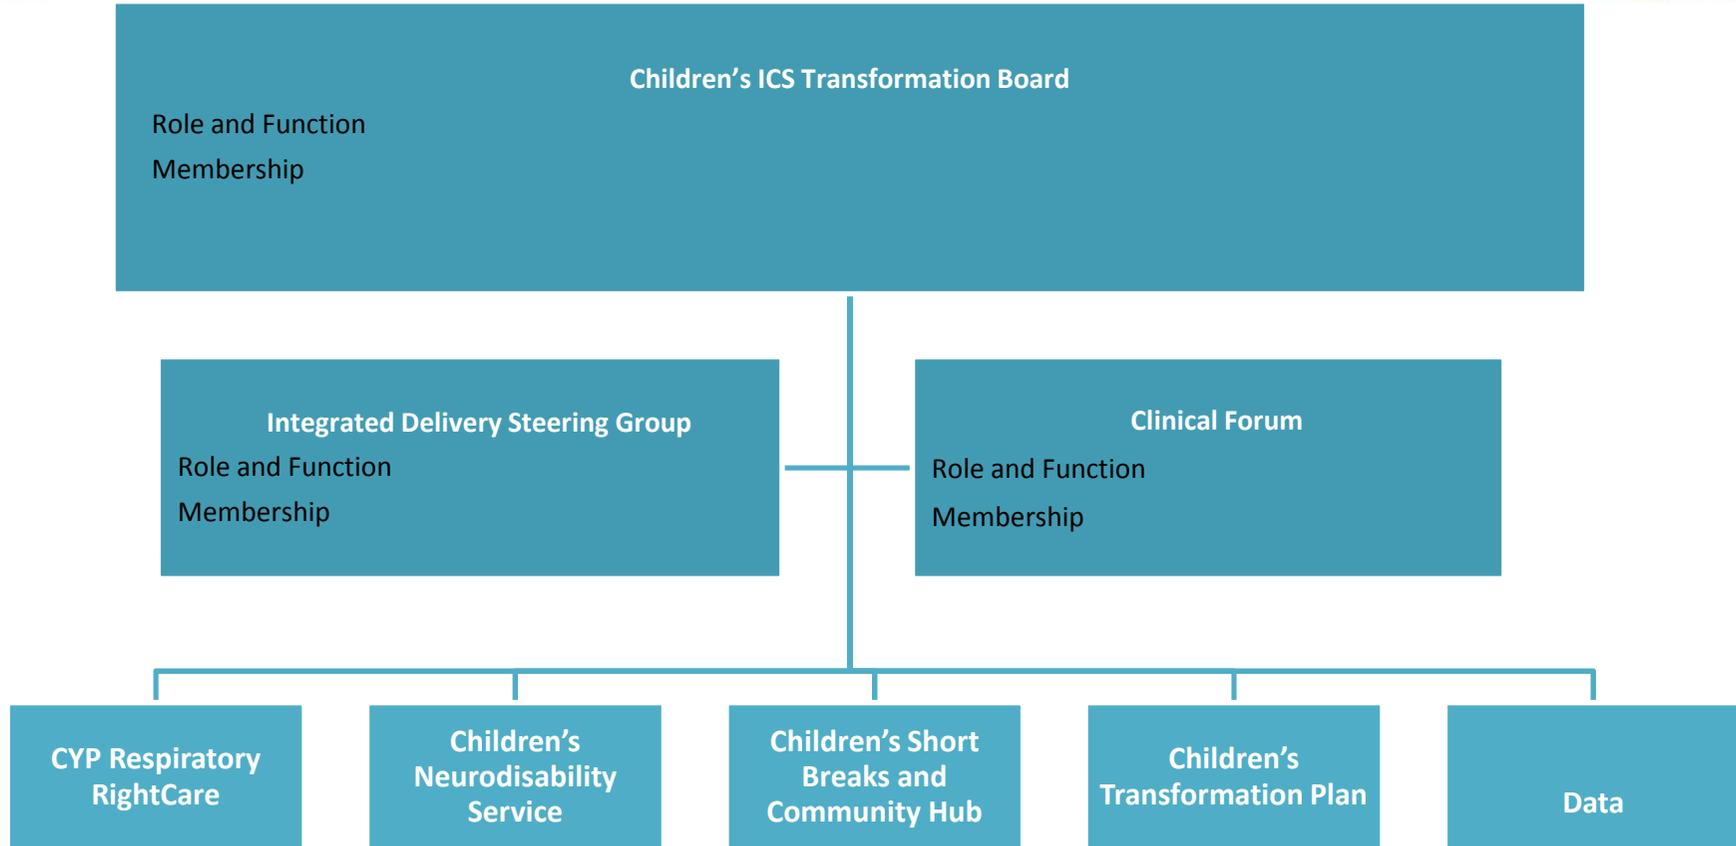 Children’s ICS Transformation Board
Role and Function
Membership
Integrated Delivery Steering Group
Role and Function
Membership
Clinical Forum
Role and Function
Membership
CYP Respiratory
RightCare
Children’s
Neurodisability
Service
Children’s Short
Breaks and
Community Hub
Children’s
Transformation Plan
Data